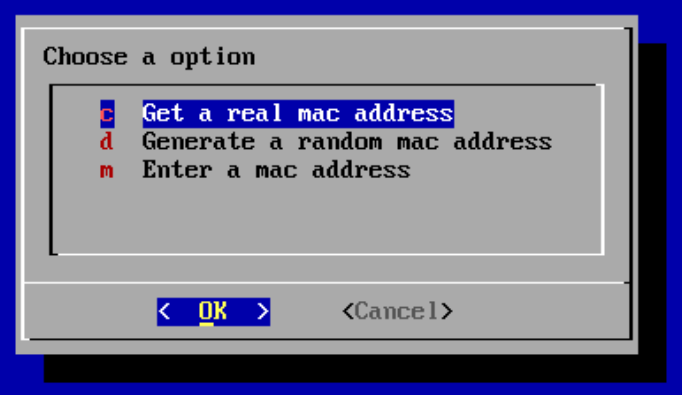 Choose a option
c Get a real mac address
d Generate a random mac address
m Enter a mac address
< OK > <Cancel>